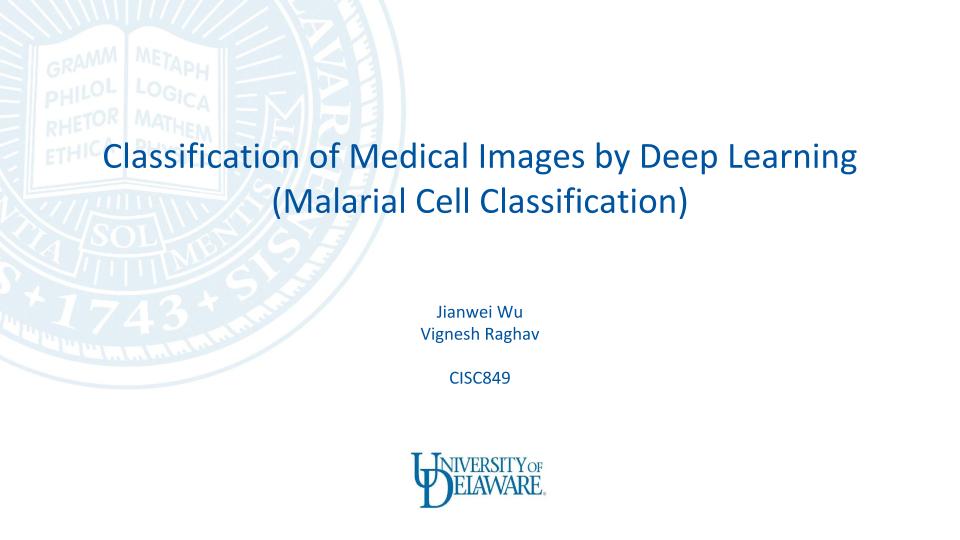 GRAMM METAPH
PHILOL LOGICA
RHETOR MATHEM
ETHICA
Classification of Medical Images by Deep Learning
(Malarial Cell Classification)
SOL
1743
Jianwei Wu
Vignesh Raghav
CISC849
UNIVERSITY OF
DELAWARE